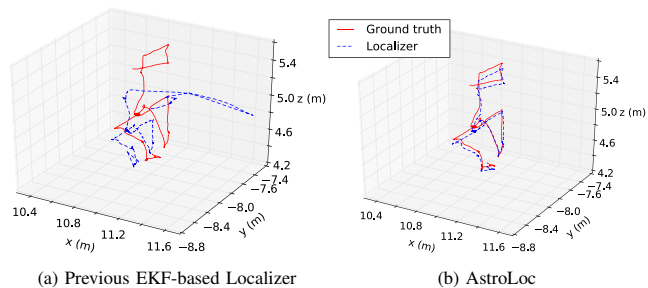 Ground truth
Localizer
5.4
5.0 z (m)
4.6
4.2
-7.4
-7.6
-8.0
y (m)
-8.4
-8.8
10.4
10.8
11.2
11.6
x (m)
5.4
5.0 z (m)
4.6
4.2
-7.4
-7.6
-8.0
y (m)
-8.4
-8.8
10.4
10.8
11.2
11.6
x (m)
(a) Previous EKF-based Localizer
(b) AstroLoc